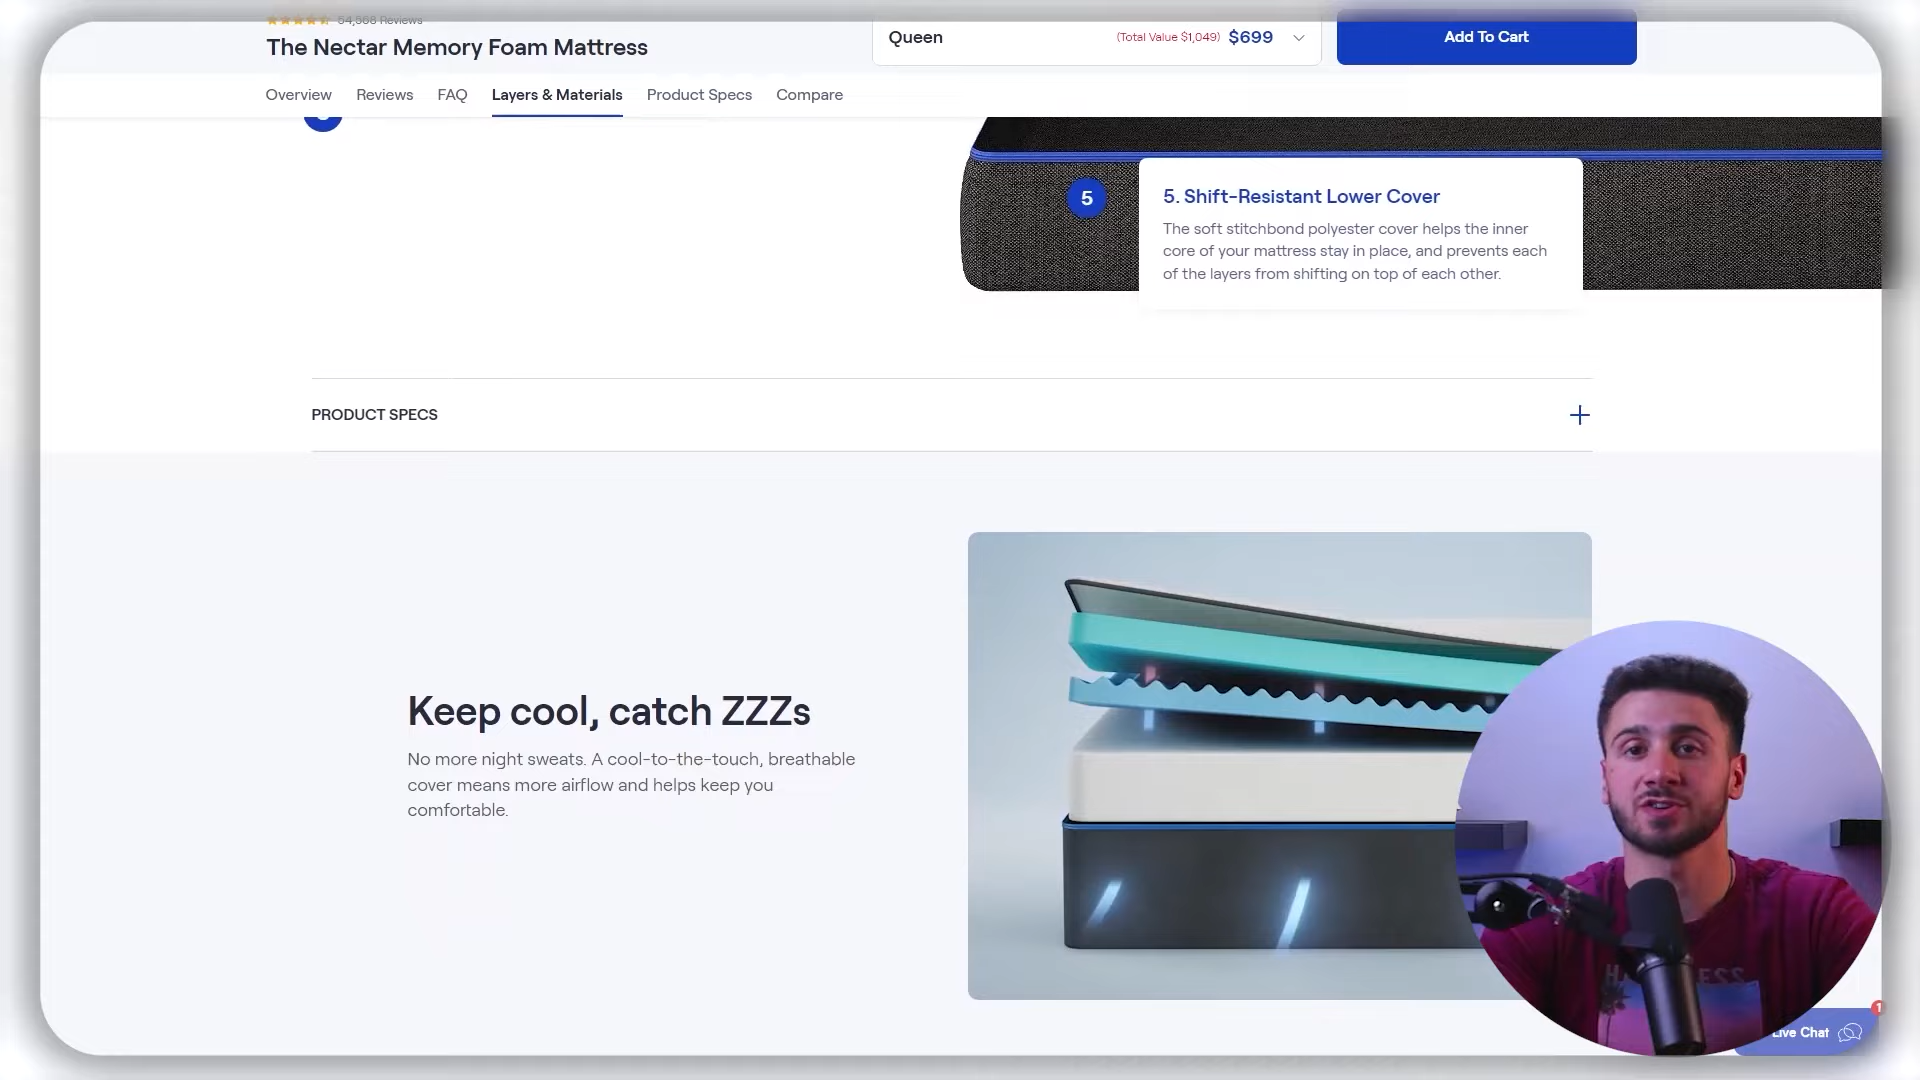 54,568 Reviews
The Nectar Memory Foam Mattress
Queen
(Total Value $1,049) $699
Add To Cart
Overview Reviews FAQ Layers & Materials Product Specs Compare
5
5. Shift-Resistant Lower Cover
The soft stitchbond polyester cover helps the inner
core of your mattress stay in place, and prevents each
of the layers from shifting on top of each other.
PRODUCT SPECS
Keep cool, catch ZZZs
No more night sweats. A cool-to-the-touch, breathable
cover means more airflow and helps keep you
comfortable.
1
Live Chat